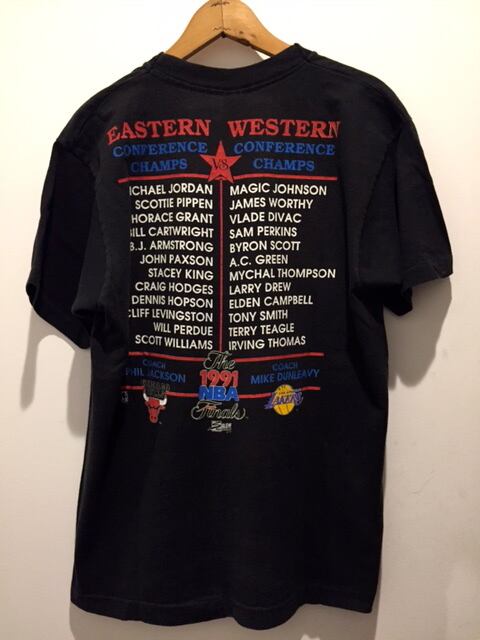 EASTERN WESTERN
CONFERENCE CONFERENCE
CHAMPS VS CHAMPS
ICHAEL JORDAN MAGIC JOHNSON
SCOTTIE PIPPEN JAMES WORTHY
HORACE GRANT VLADE DIVAC
ILL CARTWRIGHT SAM PERKINS
B.J. ARMSTRONG BYRON SCOTT
JOHN PAXSON A.C. GREEN
STACEY KING MYCHAL THOMPSON
CRAIG HODGES LARRY DREW
DENNIS HOPSON ELDEN CAMPBELL
CLIFF LEVINGSTON TONY SMITH
WILL PERDUE TERRY TEAGLE
SCOTT WILLIAMS IRVING THOMAS
COACH The COACH
PHIL JACKSON 1991 MIKE DUNLEAVY
NBA
Finals
LAKERS